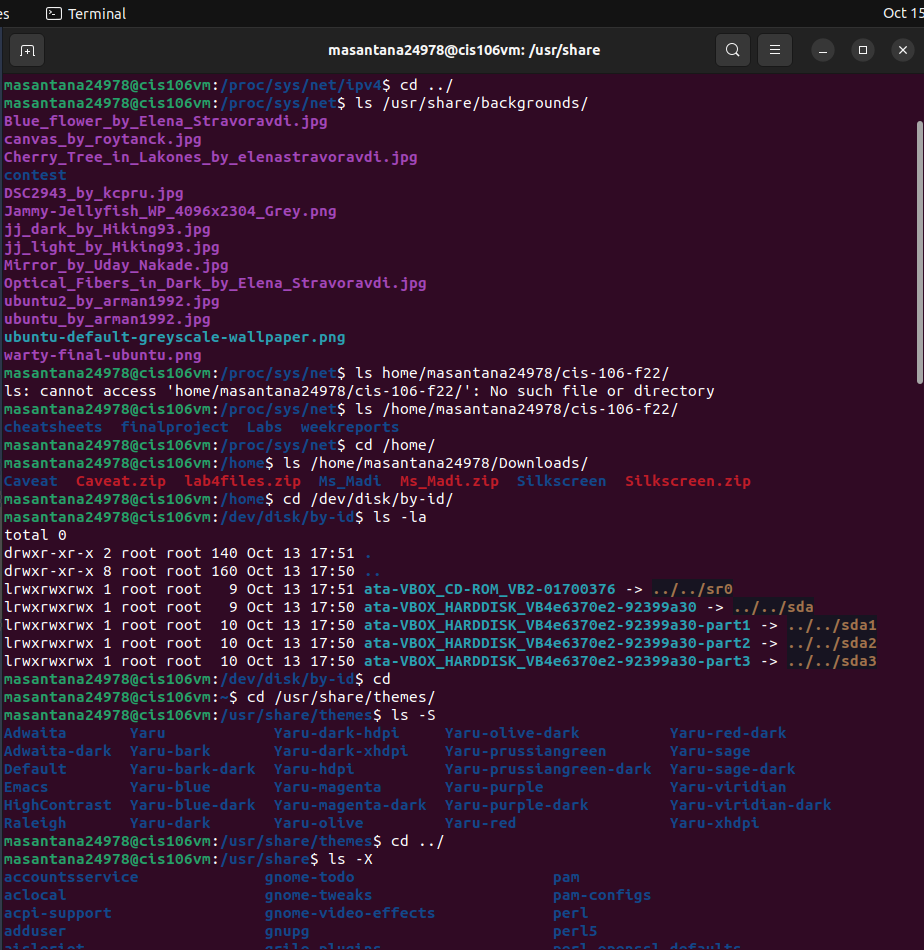 es Terminal Oct 15
masantana24978@cis106vm: /usr/share
masantana24978@cis106vm:/proc/sys/net/ipv4$ cd ../
masantana24978@cis106vm:/proc/sys/net$ ls /usr/share/backgrounds/
Blue_flower_by_Elena_Stravoravdi.jpg
canvas_by_roytanck.jpg
Cherry_Tree_in_Lakones_by_elenastravoravdi.jpg
contest
DSC2943_by_kcpru.jpg
Jammy-Jellyfish_WP_4096x2304_Grey.png
jj_dark_by_Hiking93.jpg
jj_light_by_Hiking93.jpg
Mirror_by_Uday_Nakade.jpg
Optical_Fibers_in_Dark_by_Elena_Stravoravdi.jpg
ubuntu2_by_arman1992.jpg
ubuntu_by_arman1992.jpg
ubuntu-default-greyscale-wallpaper.png
warty-final-ubuntu.png
masantana24978@cis106vm:/proc/sys/net$ ls home/masantana24978/cis-106-f22/
ls: cannot access 'home/masantana24978/cis-106-f22/': No such file or directory
masantana24978@cis106vm:/proc/sys/net$ ls /home/masantana24978/cis-106-f22/
cheatsheets finalproject Labs weekreports
masantana24978@cis106vm:/proc/sys/net$ cd /home/
masantana24978@cis106vm:/home$ ls /home/masantana24978/Downloads/
Caveat Caveat.zip lab4files.zip Ms_Madi Ms_Madi.zip Silkscreen Silkscreen.zip
masantana24978@cis106vm:/home$ cd /dev/disk/by-id/
masantana24978@cis106vm:/dev/disk/by-id$ ls -la
total 0
drwxr-xr-x 2 root root 140 Oct 13 17:51 .
drwxr-xr-x 8 root root 160 Oct 13 17:50 ..
lrwxrwxrwx 1 root root 9 Oct 13 17:51 ata-VBOX_CD-ROM_VB2-01700376 -> ../../sr0
lrwxrwxrwx 1 root root 9 Oct 13 17:50 ata-VBOX_HARDDISK_VB4e6370e2-92399a30 -> ../../sda
lrwxrwxrwx 1 root root 10 Oct 13 17:50 ata-VBOX_HARDDISK_VB4e6370e2-92399a30-part1 -> ../../sda1
lrwxrwxrwx 1 root root 10 Oct 13 17:50 ata-VBOX_HARDDISK_VB4e6370e2-92399a30-part2 -> ../../sda2
lrwxrwxrwx 1 root root 10 Oct 13 17:50 ata-VBOX_HARDDISK_VB4e6370e2-92399a30-part3 -> ../../sda3
masantana24978@cis106vm:/dev/disk/by-id$ cd
masantana24978@cis106vm:~$ cd /usr/share/themes/
masantana24978@cis106vm:/usr/share/themes$ ls -S
Adwaita Yaru Yaru-dark-hdpi Yaru-olive-dark Yaru-red-dark
Adwaita-dark Yaru-bark Yaru-dark-xhdpi Yaru-prussiangreen Yaru-sage
Default Yaru-bark-dark Yaru-hdpi Yaru-prussiangreen-dark Yaru-sage-dark
Emacs Yaru-blue Yaru-magenta Yaru-purple Yaru-viridian
HighContrast Yaru-blue-dark Yaru-magenta-dark Yaru-purple-dark Yaru-viridian-dark
Raleigh Yaru-dark Yaru-olive Yaru-red Yaru-xhdpi
masantana24978@cis106vm:/usr/share/themes$ cd ../
masantana24978@cis106vm:/usr/share$ ls -X
accountsservice gnome-todo pam
aclocal gnome-tweaks pam-configs
acpi-support gnome-video-effects perl
adduser gnupg perl5
aisleriot grilo-plugins perl-openssl-defaults